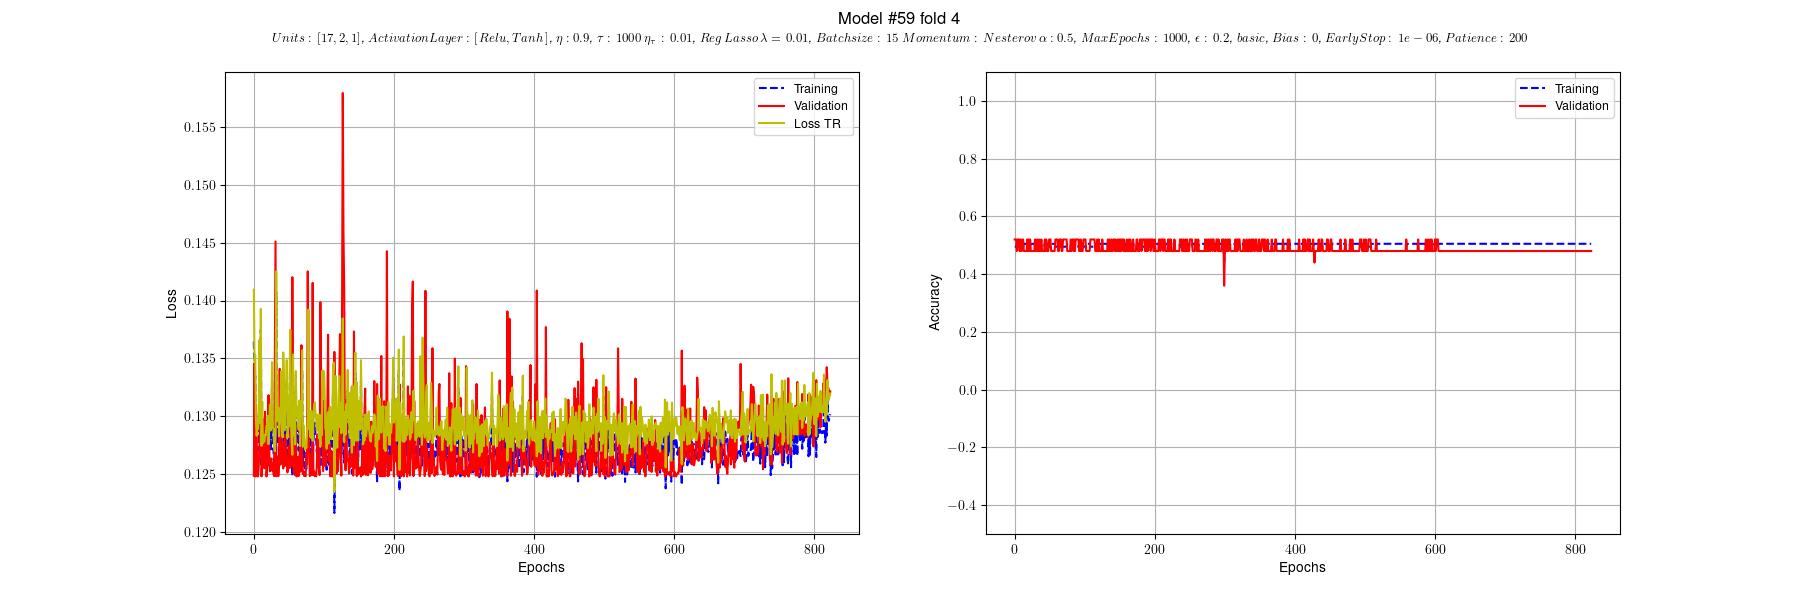 Model #59 fold 4
Units : [17, 2, 1], ActivationLayer : [Relu, Tanh], η : 0.9, τ : 1000 ητ : 0.01, Reg Lasso λ = 0.01, Batchsize : 15 Momentum : Nesterov α : 0.5, MaxEpochs : 1000, ϵ : 0.2, basic, Bias : 0, EarlyStop : 1e − 06, Patience : 200
Training
Validation
Loss TR
0.155
0.150
0.145
0.140
0.135
0.130
0.125
0.120
Loss
0 200 400 600 800
Epochs
Training
Validation
1.0
0.8
0.6
0.4
0.2
0.0
−0.2
−0.4
Accuracy
0 200 400 600 800
Epochs